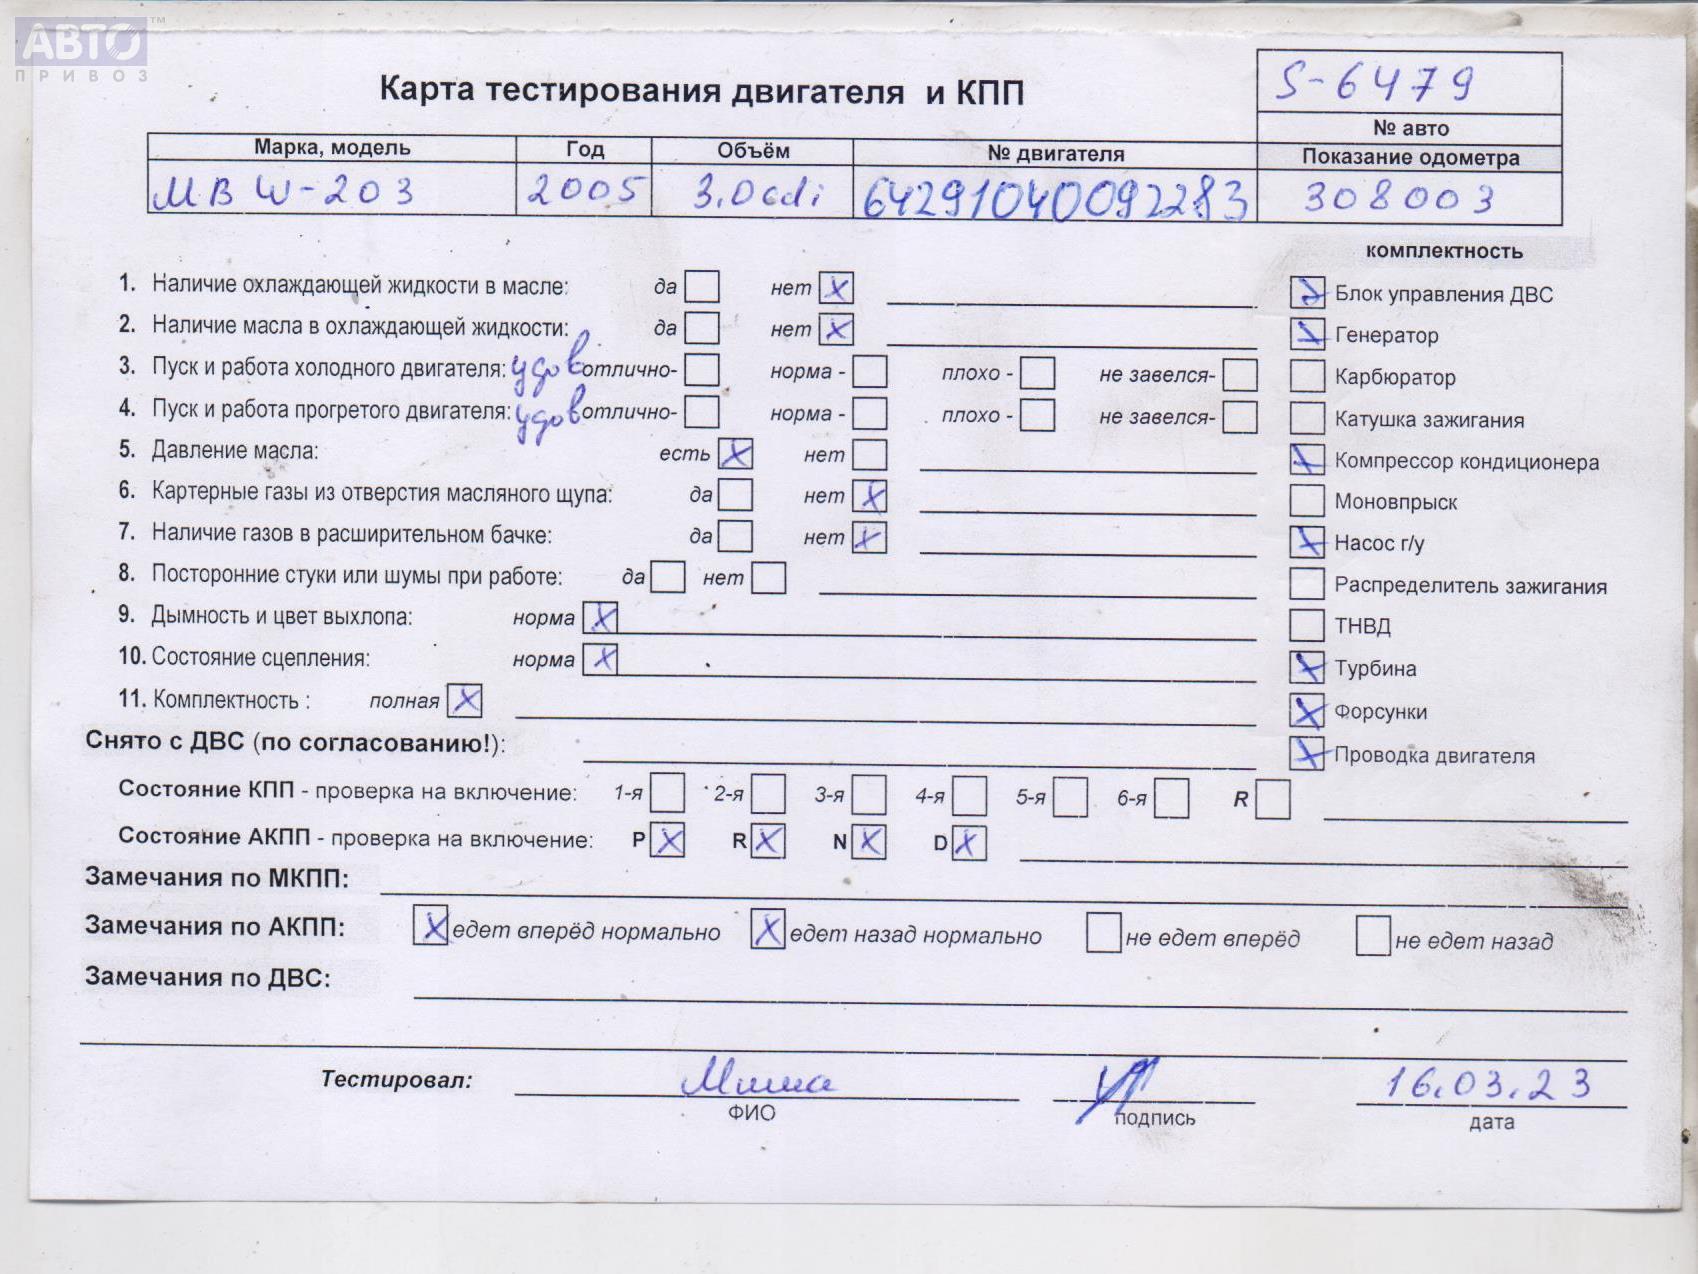 АВТО™
ПРИВОЗ
Карта тестирования двигателя и КПП
S-6479
№ авто
Марка, модель Год Объём № двигателя Показание одометра
MB W-203 2005 3.0cdi 64291040092283 308003
комплектность
1. Наличие охлаждающей жидкости в масле: да нет X
Блок управления ДВС
2. Наличие масла в охлаждающей жидкости: да нет X
Генератор
3. Пуск и работа холодного двигателя: удов отлично- норма - плохо - не завелся-
Карбюратор
4. Пуск и работа прогретого двигателя: удов отлично- норма - плохо - не завелся-
Катушка зажигания
5. Давление масла: есть X нет
X Компрессор кондиционера
6. Картерные газы из отверстия масляного щупа: да нет X
Моновпрыск
7. Наличие газов в расширительном бачке: да нет X
X Насос г/у
8. Посторонние стуки или шумы при работе: да нет
Распределитель зажигания
9. Дымность и цвет выхлопа: норма X
ТНВД
10. Состояние сцепления: норма X
X Турбина
11. Комплектность : полная X
X Форсунки
Снято с ДВС (по согласованию!):
X Проводка двигателя
Состояние КПП - проверка на включение: 1-я 2-я 3-я 4-я 5-я 6-я R
Состояние АКПП - проверка на включение: P X R X N X D X
Замечания по МКПП:
Замечания по АКПП: X едет вперёд нормально X едет назад нормально не едет вперёд не едет назад
Замечания по ДВС:
Тестировал: Миша 16.03.23
ФИО подпись дата